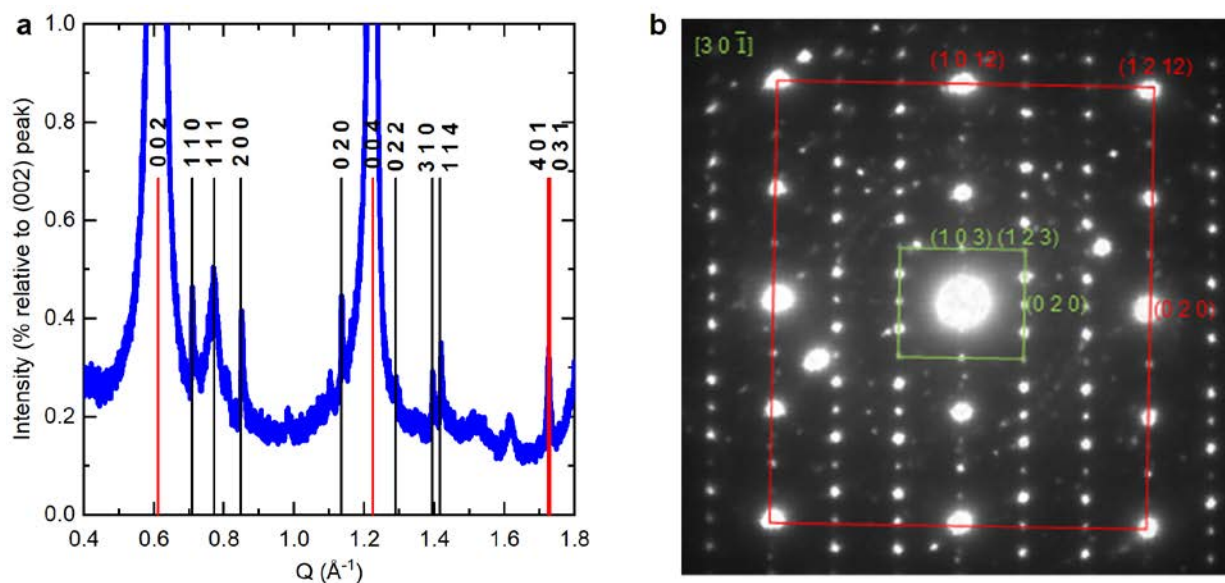 a
1.0
0.8
0.6
0.4
0.2
0.0
Intensity (% relative to (002) peak)
0 0 2
1 1 0
1 1 1
2 0 0
0 2 0
0 0 4
0 2 2
3 1 0
1 1 4
4 0 1
0 3 1
0.4 0.6 0.8 1.0 1.2 1.4 1.6 1.8
Q (Å⁻¹)
b
[3 0 1̅]
(1 0 12)
(1 2 12)
(1 0 3) (1 2 3)
(0 2 0)
(0 2 0)